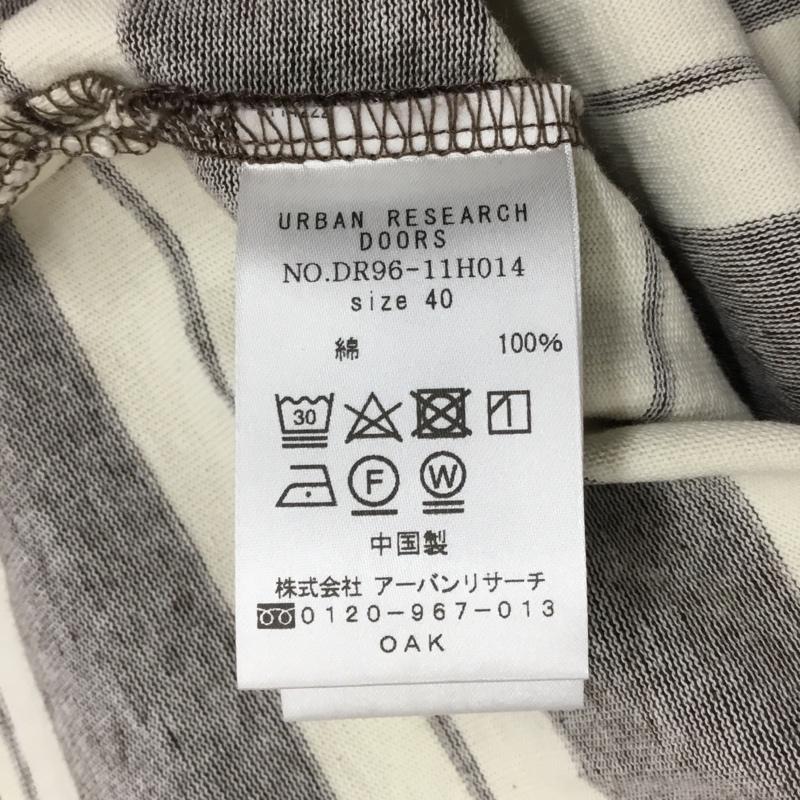 URBAN RESEARCH
DOORS
NO.DR96-11H014
size 40
綿 100%
30
F W
中国製
株式会社 アーバンリサーチ
0120-967-013
OAK